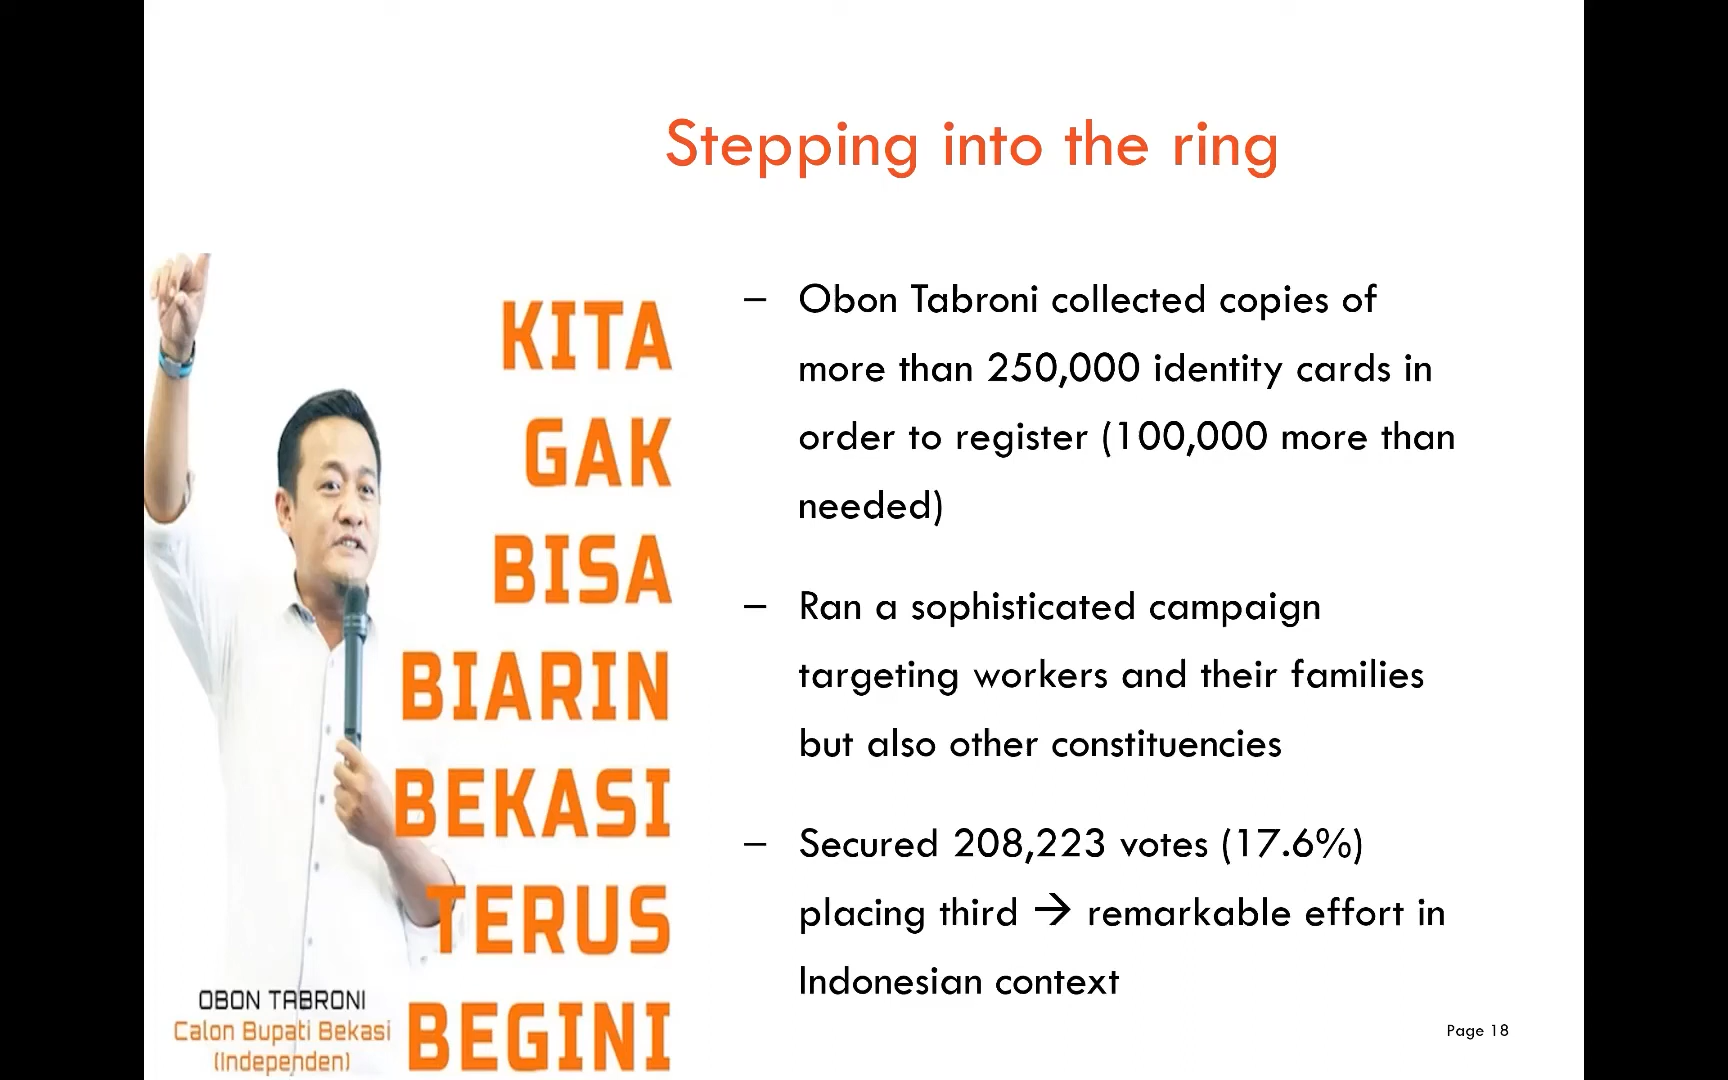 Stepping into the ring
KITA
GAK
BISA
BIARIN
BEKASI
TERUS
BEGINI
OBON TABRONI
Calon Bupati Bekasi
(Independen)
– Obon Tabroni collected copies of
more than 250,000 identity cards in
order to register (100,000 more than
needed)
– Ran a sophisticated campaign
targeting workers and their families
but also other constituencies
– Secured 208,223 votes (17.6%)
placing third → remarkable effort in
Indonesian context
Page 18